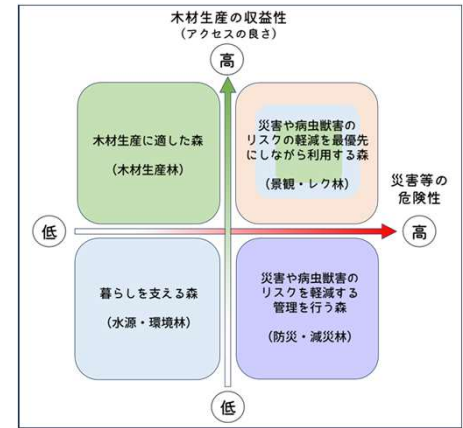 木材生産の収益性
（アクセスの良さ）
高
木材生産に適した森
（木材生産林）
災害や病虫獣害の
リスクの軽減を最優先
にしながら利用する森
（景観・レク林）
災害等の
危険性
低
高
暮らしを支える森
（水源・環境林）
災害や病虫獣害の
リスクを軽減する
管理を行う森
（防災・減災林）
低